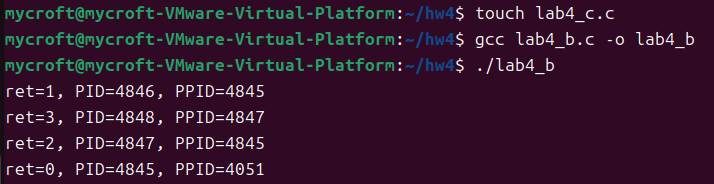 mycroft@mycroft-VMware-Virtual-Platform:~/hw4$ touch lab4_c.c
mycroft@mycroft-VMware-Virtual-Platform:~/hw4$ gcc lab4_b.c -o lab4_b
mycroft@mycroft-VMware-Virtual-Platform:~/hw4$ ./lab4_b
ret=1, PID=4846, PPID=4845
ret=3, PID=4848, PPID=4847
ret=2, PID=4847, PPID=4845
ret=0, PID=4845, PPID=4051